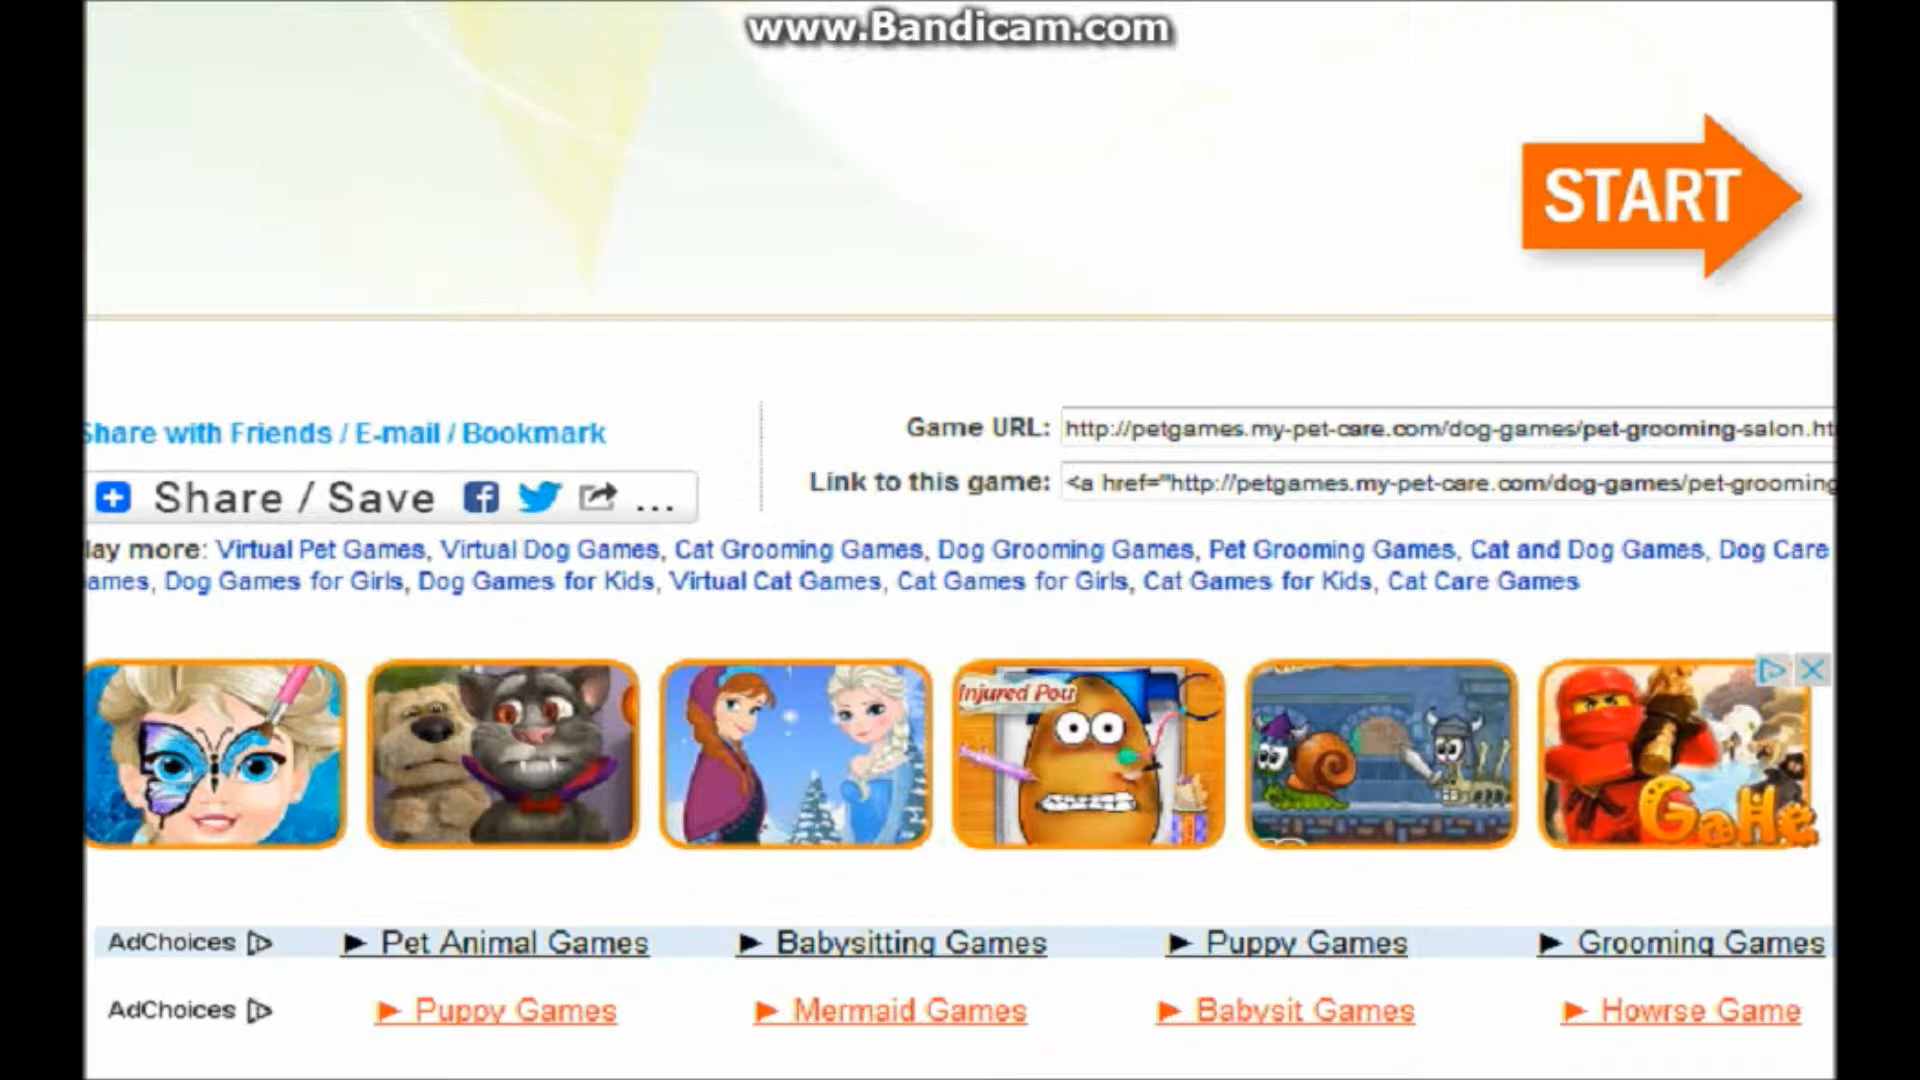 www.Bandicam.com
START
Share with Friends / E-mail / Bookmark
Game URL: http://petgames.my-pet-care.com/dog-games/pet-grooming-salon.ht
Share / Save ...
Link to this game: <a href="http://petgames.my-pet-care.com/dog-games/pet-grooming
lay more: Virtual Pet Games, Virtual Dog Games, Cat Grooming Games, Dog Grooming Games, Pet Grooming Games, Cat and Dog Games, Dog Care
ames, Dog Games for Girls, Dog Games for Kids, Virtual Cat Games, Cat Games for Girls, Cat Games for Kids, Cat Care Games
Injured Pou
GaMe
AdChoices ► Pet Animal Games ► Babysitting Games ► Puppy Games ► Grooming Games
AdChoices ► Puppy Games ► Mermaid Games ► Babysit Games ► Howrse Game